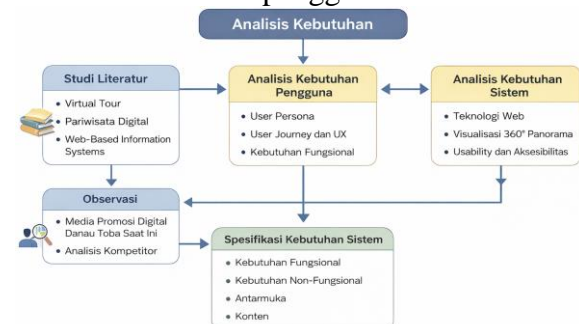 Analisis Kebutuhan
Studi Literatur
• Virtual Tour
• Pariwisata Digital
• Web-Based Information
Systems
Analisis Kebutuhan
Pengguna
• User Persona
• User Journey dan UX
• Kebutuhan Fungsional
Analisis Kebutuhan
Sistem
• Teknologi Web
• Visualisasi 360° Panorama
• Usability dan Aksesibilitas
Observasi
• Media Promosi Digital
Danau Toba Saat Ini
• Analisis Kompetitor
Spesifikasi Kebutuhan Sistem
• Kebutuhan Fungsional
• Kebutuhan Non-Fungsional
• Antarmuka
• Konten